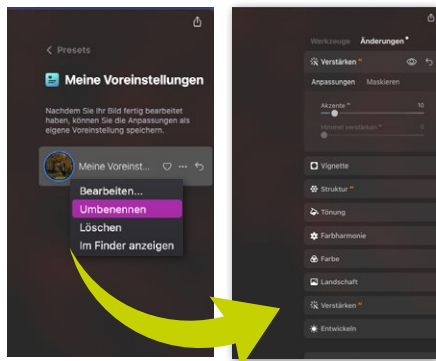 Presets
Meine Voreinstellungen
Nachdem Sie Ihr Bild fertig bearbeitet
haben, können Sie die Anpassungen als
eigene Voreinstellung speichern.
Meine Voreinst...
Bearbeiten...
Umbenennen
Löschen
Im Finder anzeigen
Werkzeuge Änderungen
Verstärken
Anpassungen Maskieren
Akzente 10
Himmel verstärken 0
Vignette
Struktur
Tönung
Farbharmonie
Farbe
Landschaft
Verstärken
Entwickeln